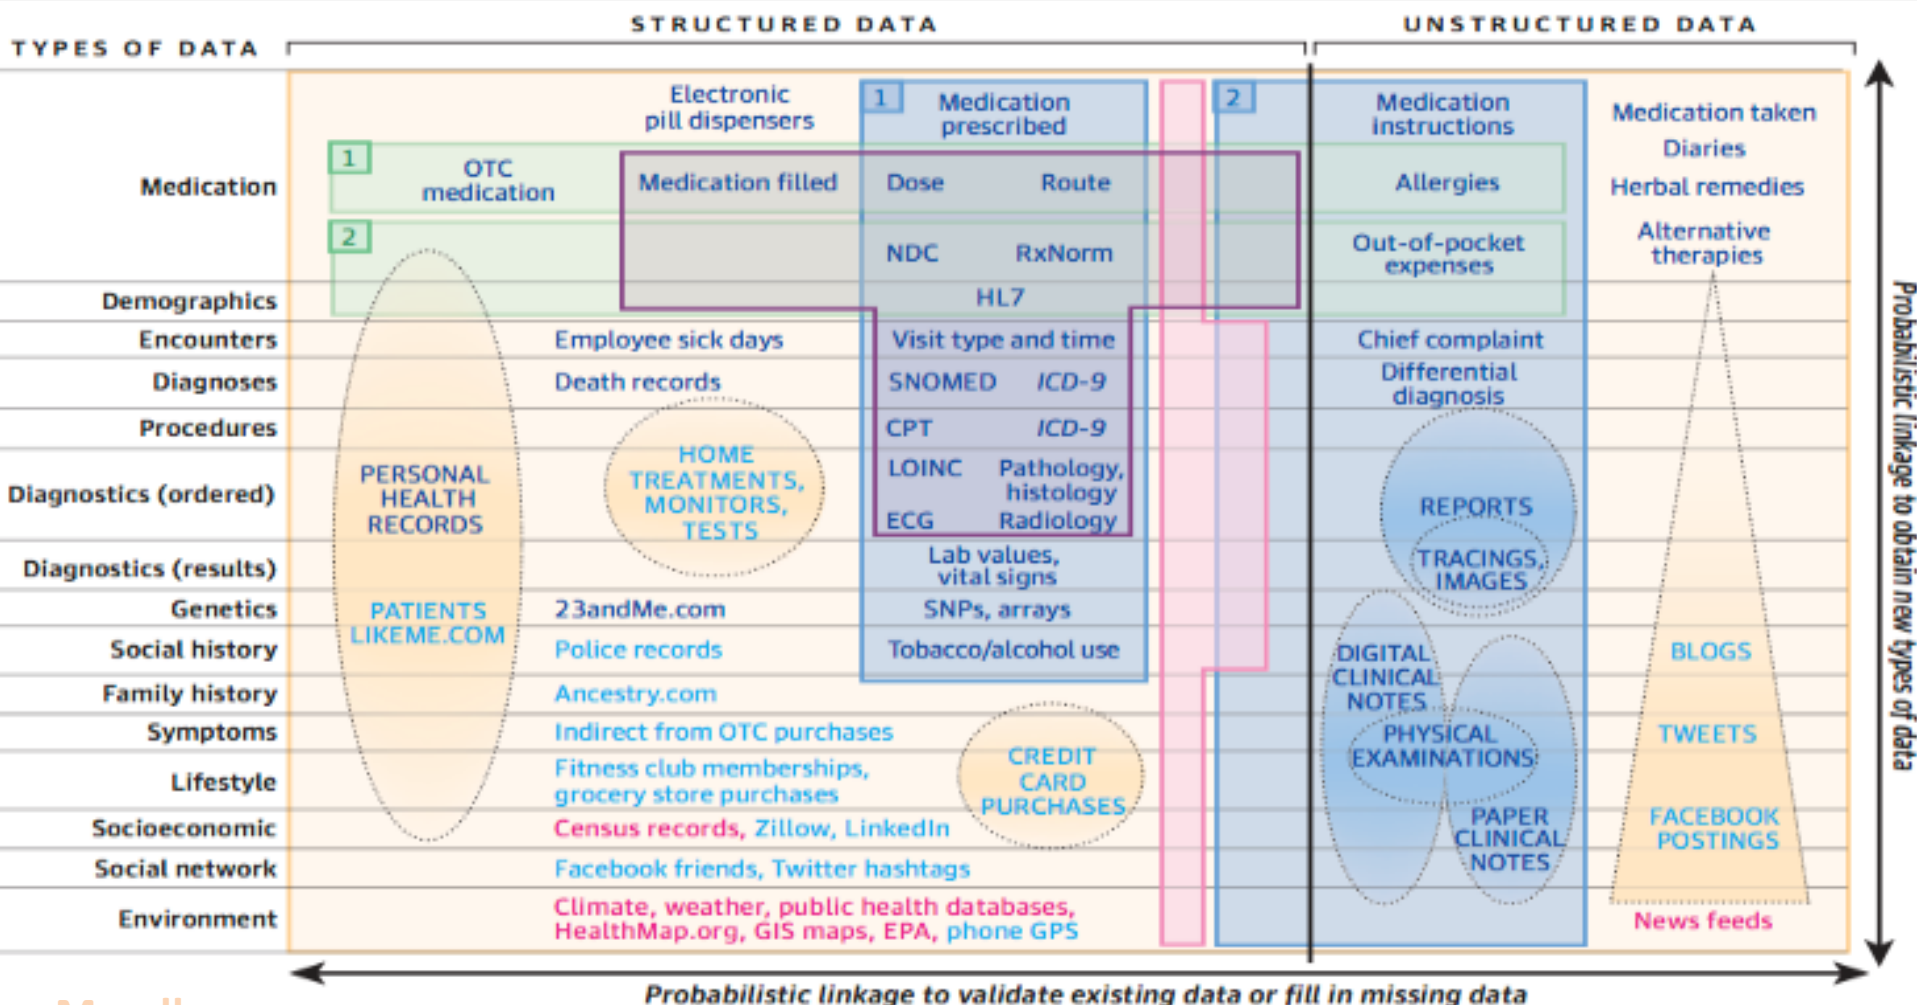 STRUCTURED DATA
UNSTRUCTURED DATA
TYPES OF DATA
Medication
Demographics
Encounters
Diagnoses
Procedures
Diagnostics (ordered)
Diagnostics (results)
Genetics
Social history
Family history
Symptoms
Lifestyle
Socioeconomic
Social network
Environment
1
OTC
medication
2
PERSONAL
HEALTH
RECORDS
PATIENTS
LIKEME.COM
Electronic
pill dispensers
Medication filled
Employee sick days
Death records
HOME
TREATMENTS,
MONITORS,
TESTS
23andMe.com
Police records
Ancestry.com
Indirect from OTC purchases
Fitness club memberships,
grocery store purchases
Census records, Zillow, LinkedIn
Facebook friends, Twitter hashtags
Climate, weather, public health databases,
HealthMap.org, GIS maps, EPA, phone GPS
CREDIT
CARD
PURCHASES
1
Medication
prescribed
Dose Route
NDC RxNorm
HL7
Visit type and time
SNOMED ICD-9
CPT ICD-9
LOINC Pathology,
histology
ECG Radiology
Lab values,
vital signs
SNPs, arrays
Tobacco/alcohol use
2
Medication
instructions
Allergies
Out-of-pocket
expenses
Chief complaint
Differential
diagnosis
REPORTS
TRACINGS,
IMAGES
DIGITAL
CLINICAL
NOTES
PHYSICAL
EXAMINATIONS
PAPER
CLINICAL
NOTES
Medication taken
Diaries
Herbal remedies
Alternative
therapies
BLOGS
TWEETS
FACEBOOK
POSTINGS
News feeds
Probabilistic linkage to obtain new types of data
Probabilistic linkage to validate existing data or fill in missing data